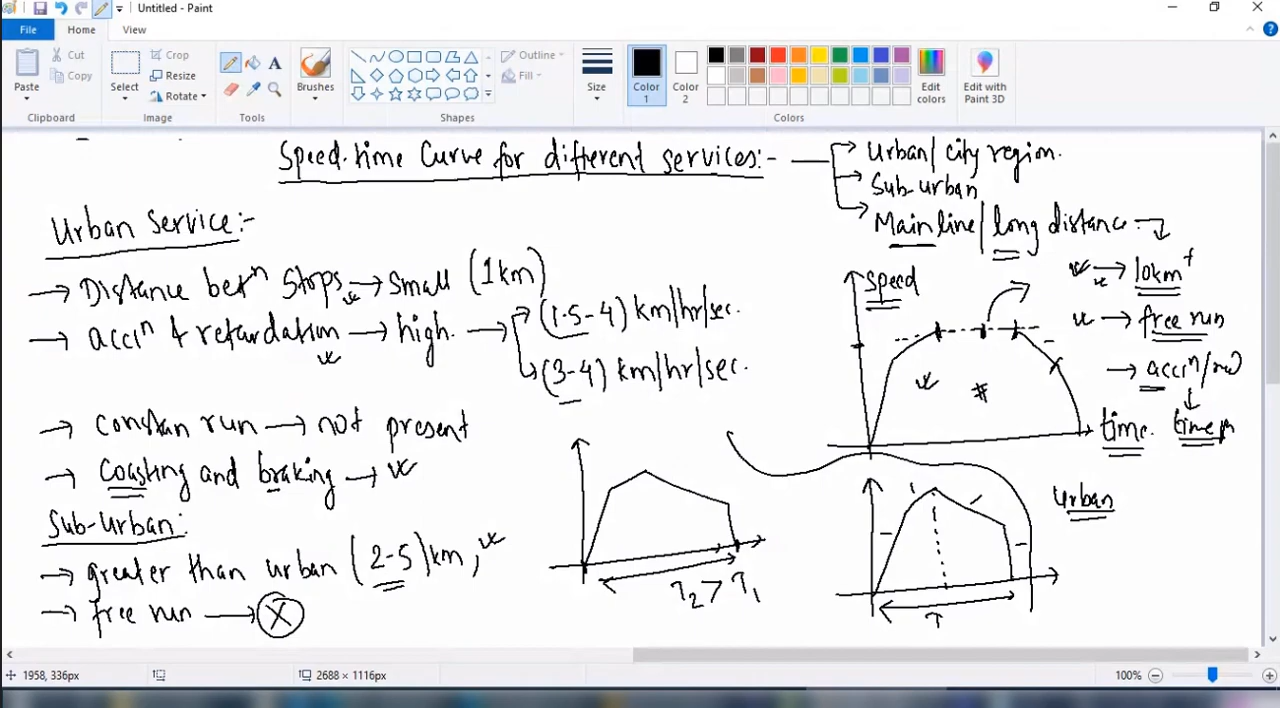 Untitled - Paint
File Home View
Paste
Cut
Copy
Clipboard
Select
Crop
Resize
Rotate
Image
Tools
Brushes
Shapes
Outline
Fill
Size
Color 1
Color 2
Colors
Edit colors
Edit with Paint 3D
Speed-time Curve for different services:-
→ Urban/ city region.
→ Sub-urban
→ Main line/ long distance
Urban Service:-
→ Distance betn Stops → Small (1km)
→ accln & retardation → high. → (1.5-4) km/hr/sec.
(3-4) km/hr/sec.
→ constan run → not present
→ Coasting and braking →
Sub-urban:
→ greater than urban (2-5) km,
→ free run → X
T2 > T1
Speed
time.
→ 10km+
→ free run
→ accln/
time
Urban
T
1958, 336px
2688 × 1116px
100%